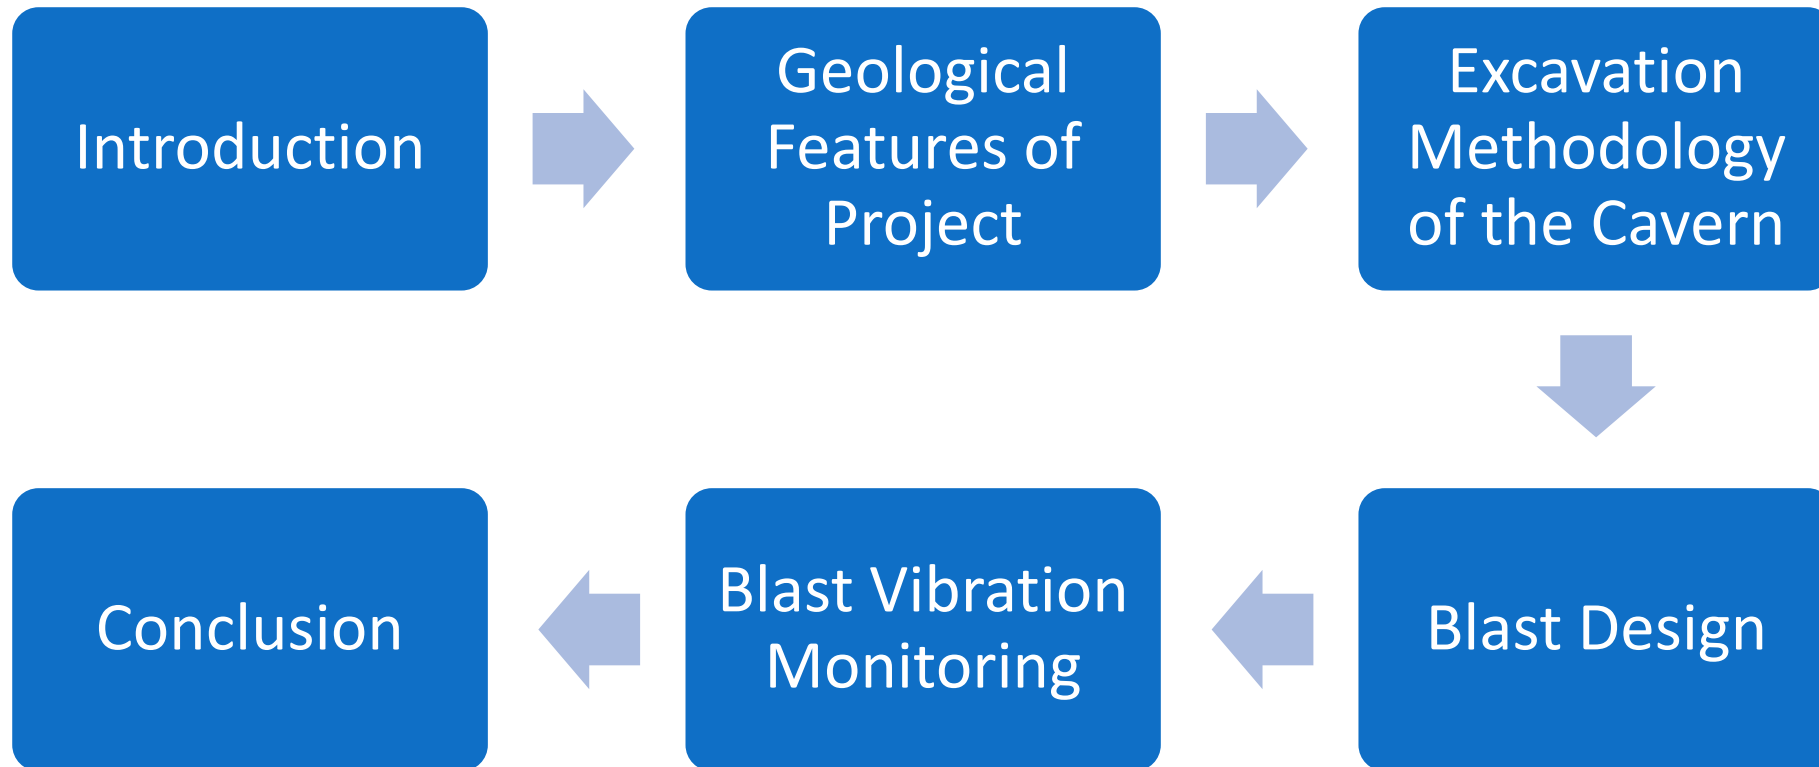 Introduction
Geological
Features of
Project
Excavation
Methodology
of the Cavern
Blast Design
Blast Vibration
Monitoring
Conclusion